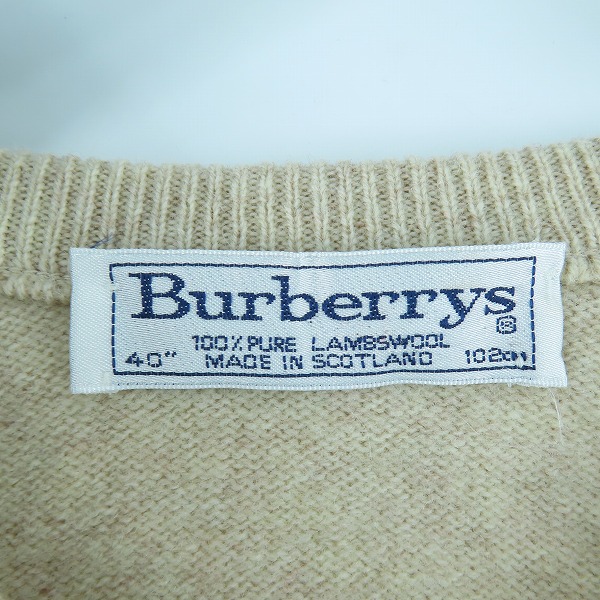 Burberrys®
100% PURE LAMBSWOOL
40" MADE IN SCOTLAND 102cm